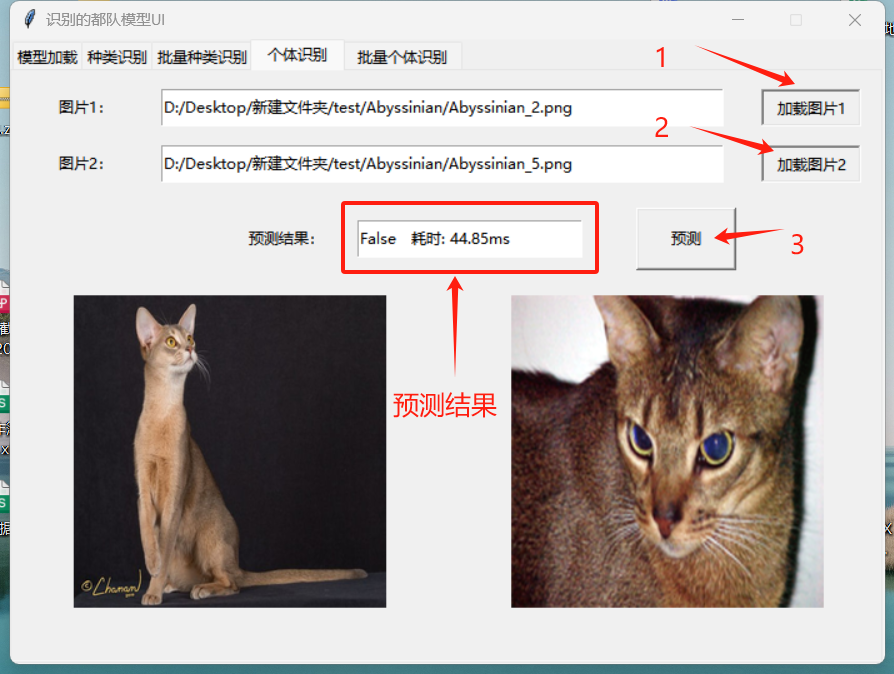 识别的都队模型UI
模型加载 种类识别 批量种类识别 个体识别 批量个体识别
1
图片1: D:/Desktop/新建文件夹/test/Abyssinian/Abyssinian_2.png 加载图片1
2
图片2: D:/Desktop/新建文件夹/test/Abyssinian/Abyssinian_5.png 加载图片2
预测结果: False 耗时: 44.85ms 预测 3
预测结果
©Chanan